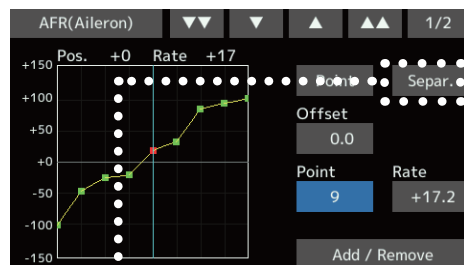 AFR(Aileron) ▼▼ ▼ ▲ ▲▲ 1/2
Pos. +0 Rate +17
+150
+100
+50
+0
-50
-100
-150
Point Separ.
Offset
0.0
Point Rate
9 +17.2
Add / Remove